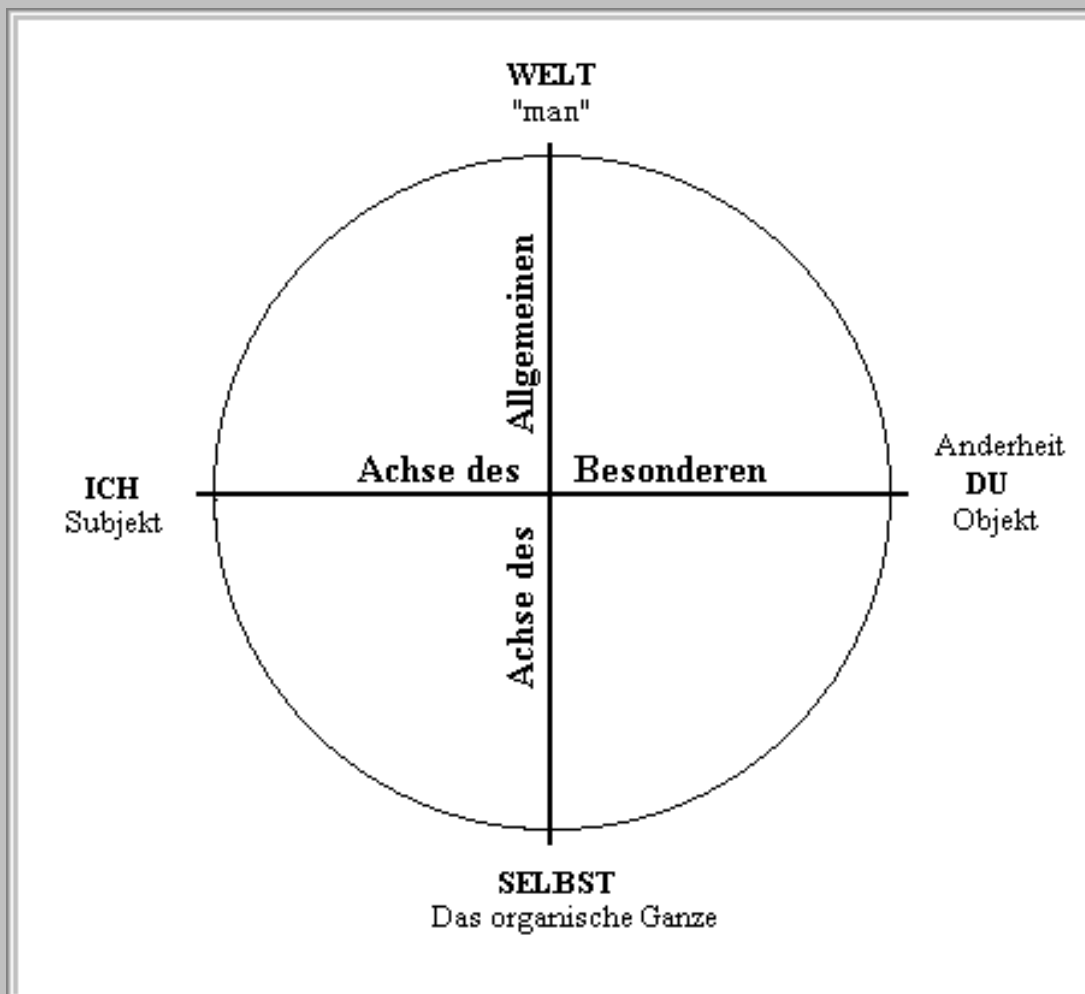 WELT
"man"
Achse des Allgemeinen
Achse des Besonderen
ICH
Subjekt
Anderheit
DU
Objekt
SELBST
Das organische Ganze